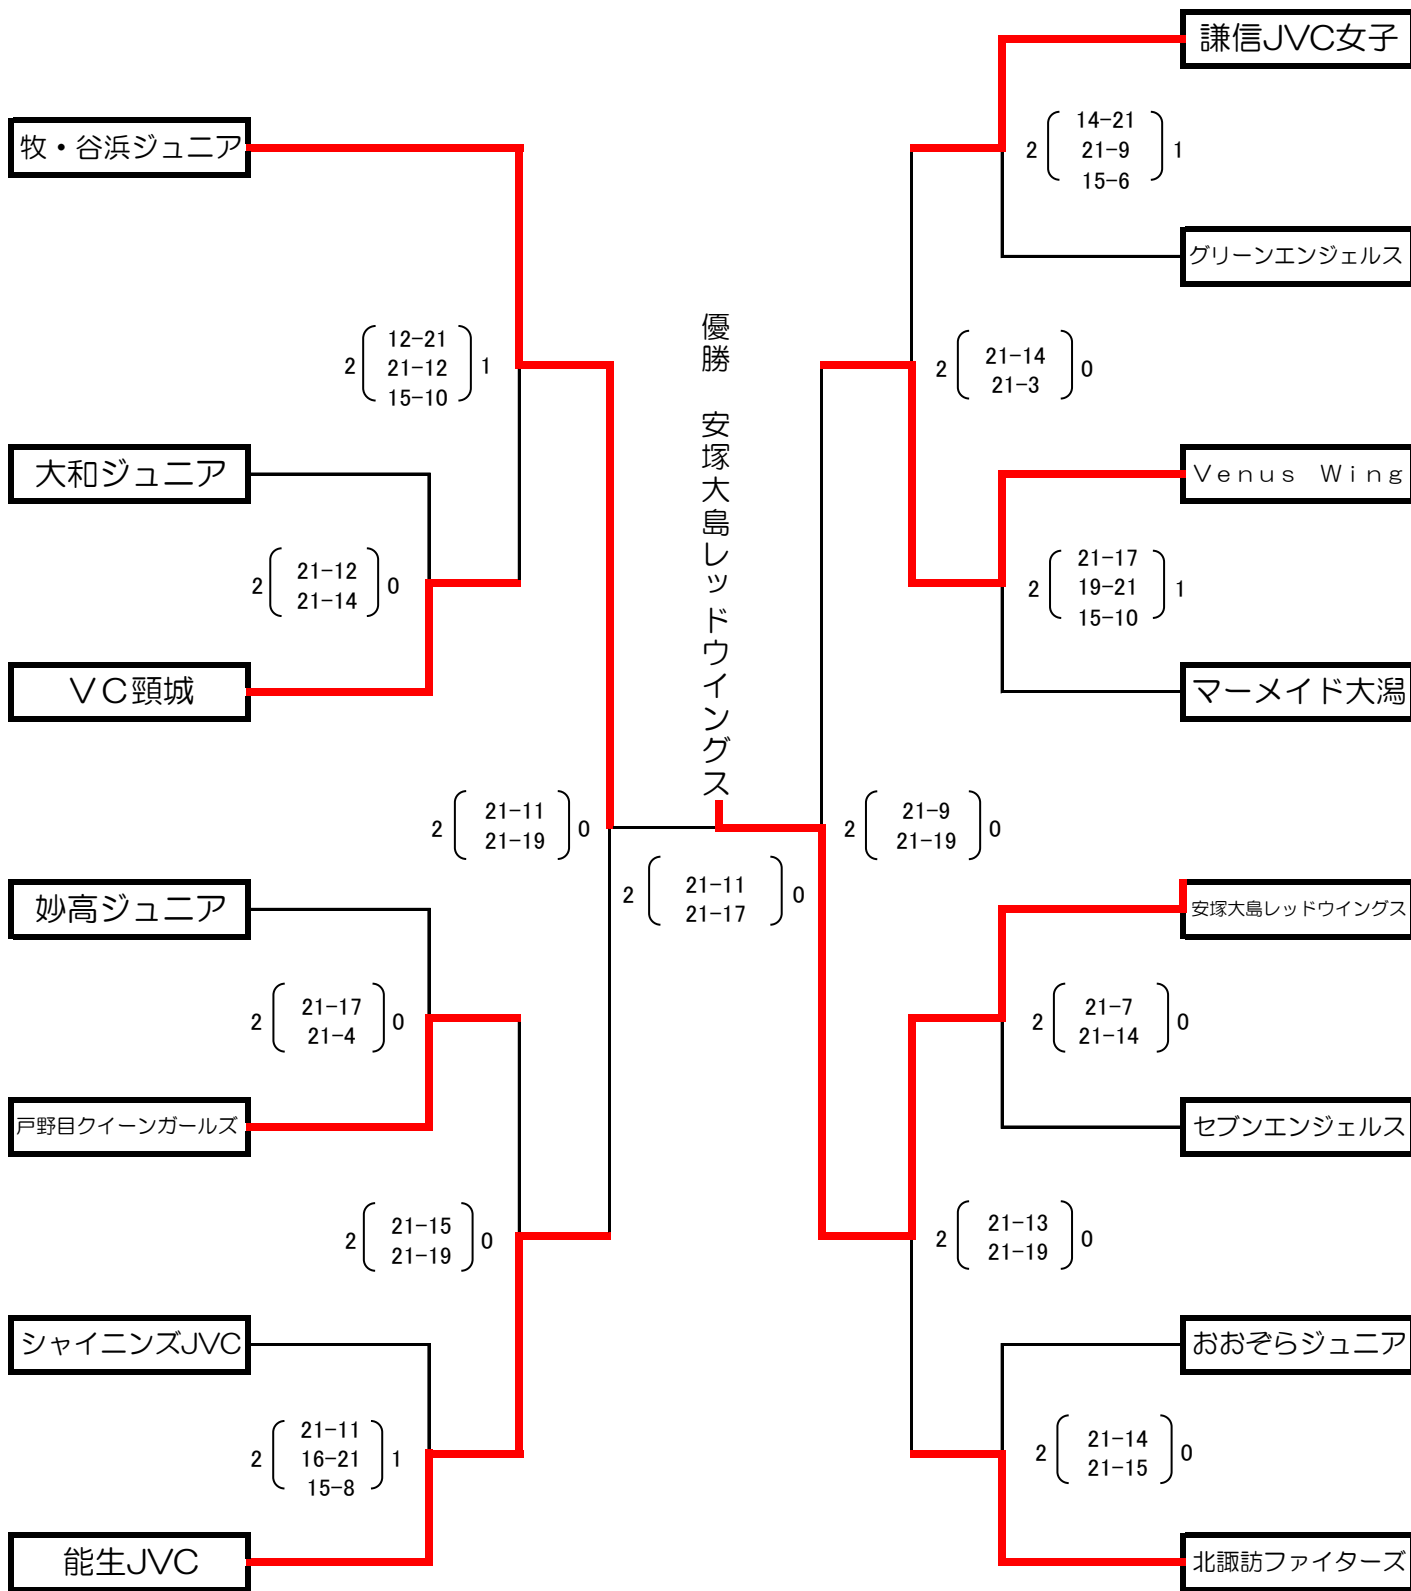 謙信JVC女子
14-21
2 21-9 1
15-6
牧・谷浜ジュニア
グリーンエンジェルス
12-21
2 21-12 1
15-10
21-14
2 0
21-3
優勝 安塚大島レッドウイングス
大和ジュニア
Venus Wing
21-12
2 0
21-14
21-17
2 19-21 1
15-10
VC頸城
マーメイド大潟
21-11
2 0
21-19
21-9
2 0
21-19
21-11
2 0
21-17
妙高ジュニア
安塚大島レッドウイングス
21-17
2 0
21-4
21-7
2 0
21-14
戸野目クイーンガールズ
セブンエンジェルス
21-15
2 0
21-19
21-13
2 0
21-19
シャイニンズJVC
おおぞらジュニア
21-11
2 16-21 1
15-8
21-14
2 0
21-15
能生JVC
北諏訪ファイターズ